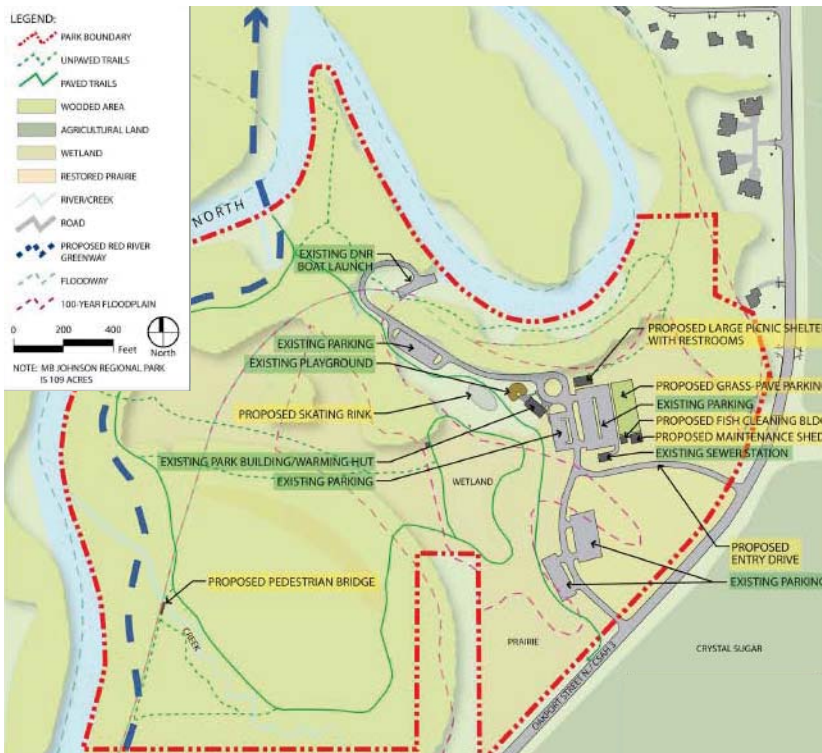 LEGEND:
PARK BOUNDARY
UNPAVED TRAILS
PAVED TRAILS
WOODED AREA
AGRICULTURAL LAND
WETLAND
RESTORED PRAIRIE
RIVER/CREEK
ROAD
PROPOSED RED RIVER
GREENWAY
FLOODWAY
100-YEAR FLOODPLAIN
0 200 400
Feet
North
NOTE: MB JOHNSON REGIONAL PARK
IS 109 ACRES
NORTH
EXISTING DNR
BOAT LAUNCH
EXISTING PARKING
EXISTING PLAYGROUND
PROPOSED SKATING RINK
EXISTING PARK BUILDING/WARMING HUT
EXISTING PARKING
PROPOSED LARGE PICNIC SHELTER
WITH RESTROOMS
PROPOSED GRASS-PAVE PARKING
EXISTING PARKING
PROPOSED FISH CLEANING BLDG
PROPOSED MAINTENANCE SHED
EXISTING SEWER STATION
WETLAND
PROPOSED
ENTRY DRIVE
EXISTING PARKING
PROPOSED PEDESTRIAN BRIDGE
CREEK
PRAIRIE
OAKPORT STREET N. / CSAH 3
CRYSTAL SUGAR